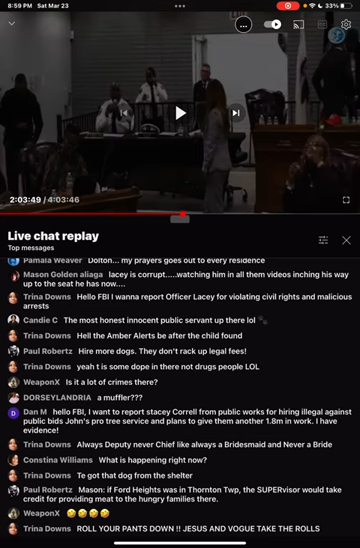 8:59 PM Sat Mar 23
33%
2:03:49 / 4:03:46
Live chat replay
Top messages
Pamala Weaver Dolton... my prayers goes out to every residence
Mason Golden aliaga lacey is corrupt.....watching him in all them videos inching his way
up to the seat he has now....
Trina Downs Hello FBI I wanna report Officer Lacey for violating civil rights and malicious
arrests
Candie C The most honest innocent public servant up there lol
Trina Downs Hell the Amber Alerts be after the child found
Paul Robertz Hire more dogs. They don't rack up legal fees!
Trina Downs yeah t is some dope in there not drugs people LOL
WeaponX Is it a lot of crimes there?
DORSEYLANDRIA a muffler???
D Dan M hello FBI, I want to report stacey Correll from public works for hiring illegal against
public bids John's pro tree service and plans to give them another 1.8m in work. I have
evidence!
Trina Downs Always Deputy never Chief like always a Bridesmaid and Never a Bride
Constina Williams What is happening right now?
Trina Downs Te got that dog from the shelter
Paul Robertz Mason: if Ford Heights was in Thornton Twp, the SUPERvisor would take
credit for providing meat to the hungry families there.
WeaponX 🤣🤣🤣🤣
Trina Downs ROLL YOUR PANTS DOWN !! JESUS AND VOGUE TAKE THE ROLLS